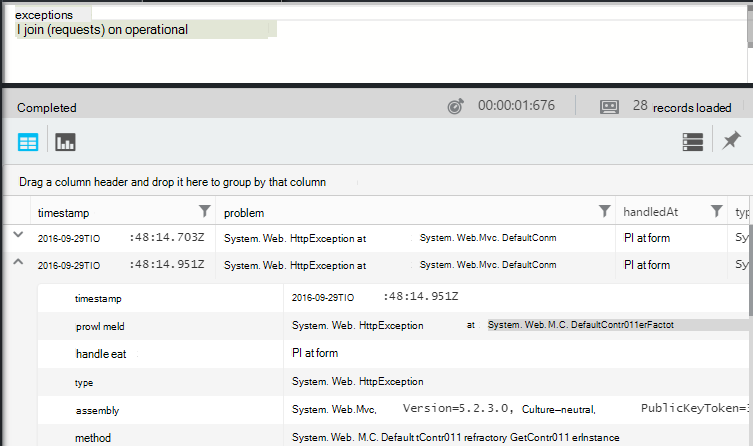 exceptions
I join (requests) on operational
Completed 00:00:01:676 28 records loaded
Drag a column header and drop it here to group by that column
timestamp problem handledAt typ
2016-09-29TIO :48:14.703Z System. Web. HttpException at System. Web.Mvc. DefaultConm PI at form Sy
2016-09-29TIO :48:14.951Z System. Web. HttpException at System. Web.Mvc. DefaultConm PI at form Sy
timestamp 2016-09-29TIO :48:14.951Z
prowl meld System. Web. HttpException at System. Web. M.C. DefaultContr011erFactot
handle eat PI at form
type System. Web. HttpException
assembly System. Web.Mvc, Version=5.2.3.0, Culture—neutral, PublicKeyToken=3
method System. Web. M.C. Default tContr011 refractory GetContr011 erInstance